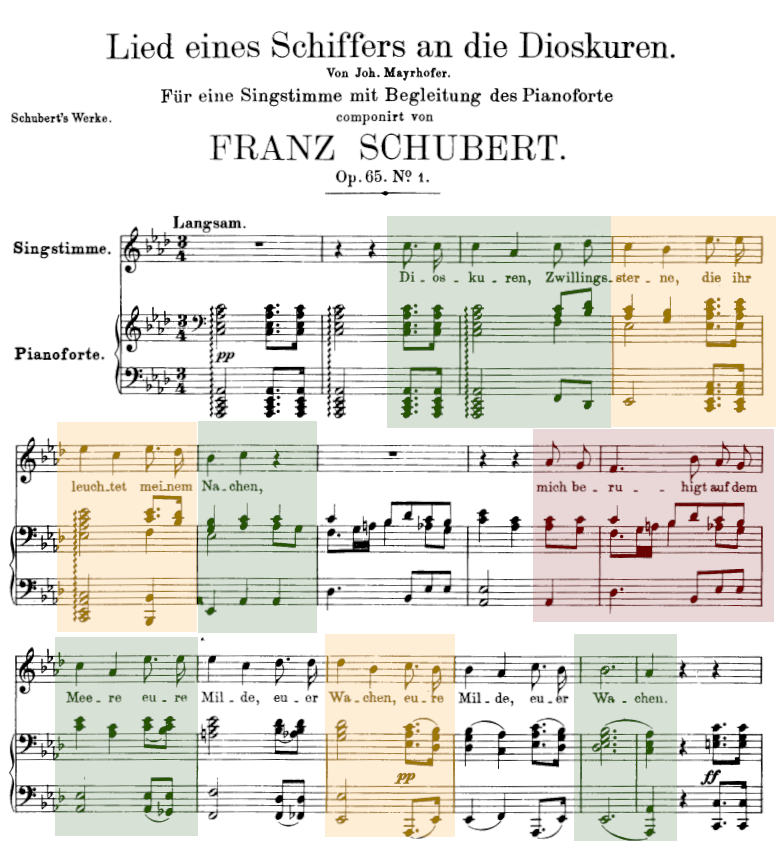 Lied eines Schiffers an die Dioskuren.
Von Joh. Mayrhofer.
Für eine Singstimme mit Begleitung des Pianoforte
Schubert's Werke.
componirt von
FRANZ SCHUBERT.
Op. 65. No 1.
Langsam.
Singstimme.
Di - os - ku - ren, Zwillings - ster - ne, die ihr
Pianoforte.
pp
leuch - tet mei - nem Na - chen,
mich be - ru - higt auf dem
Mee - re eu - re Mil - de, eu - er Wa - chen, eu - re Mil - de, eu - er Wa - chen.
pp
ff